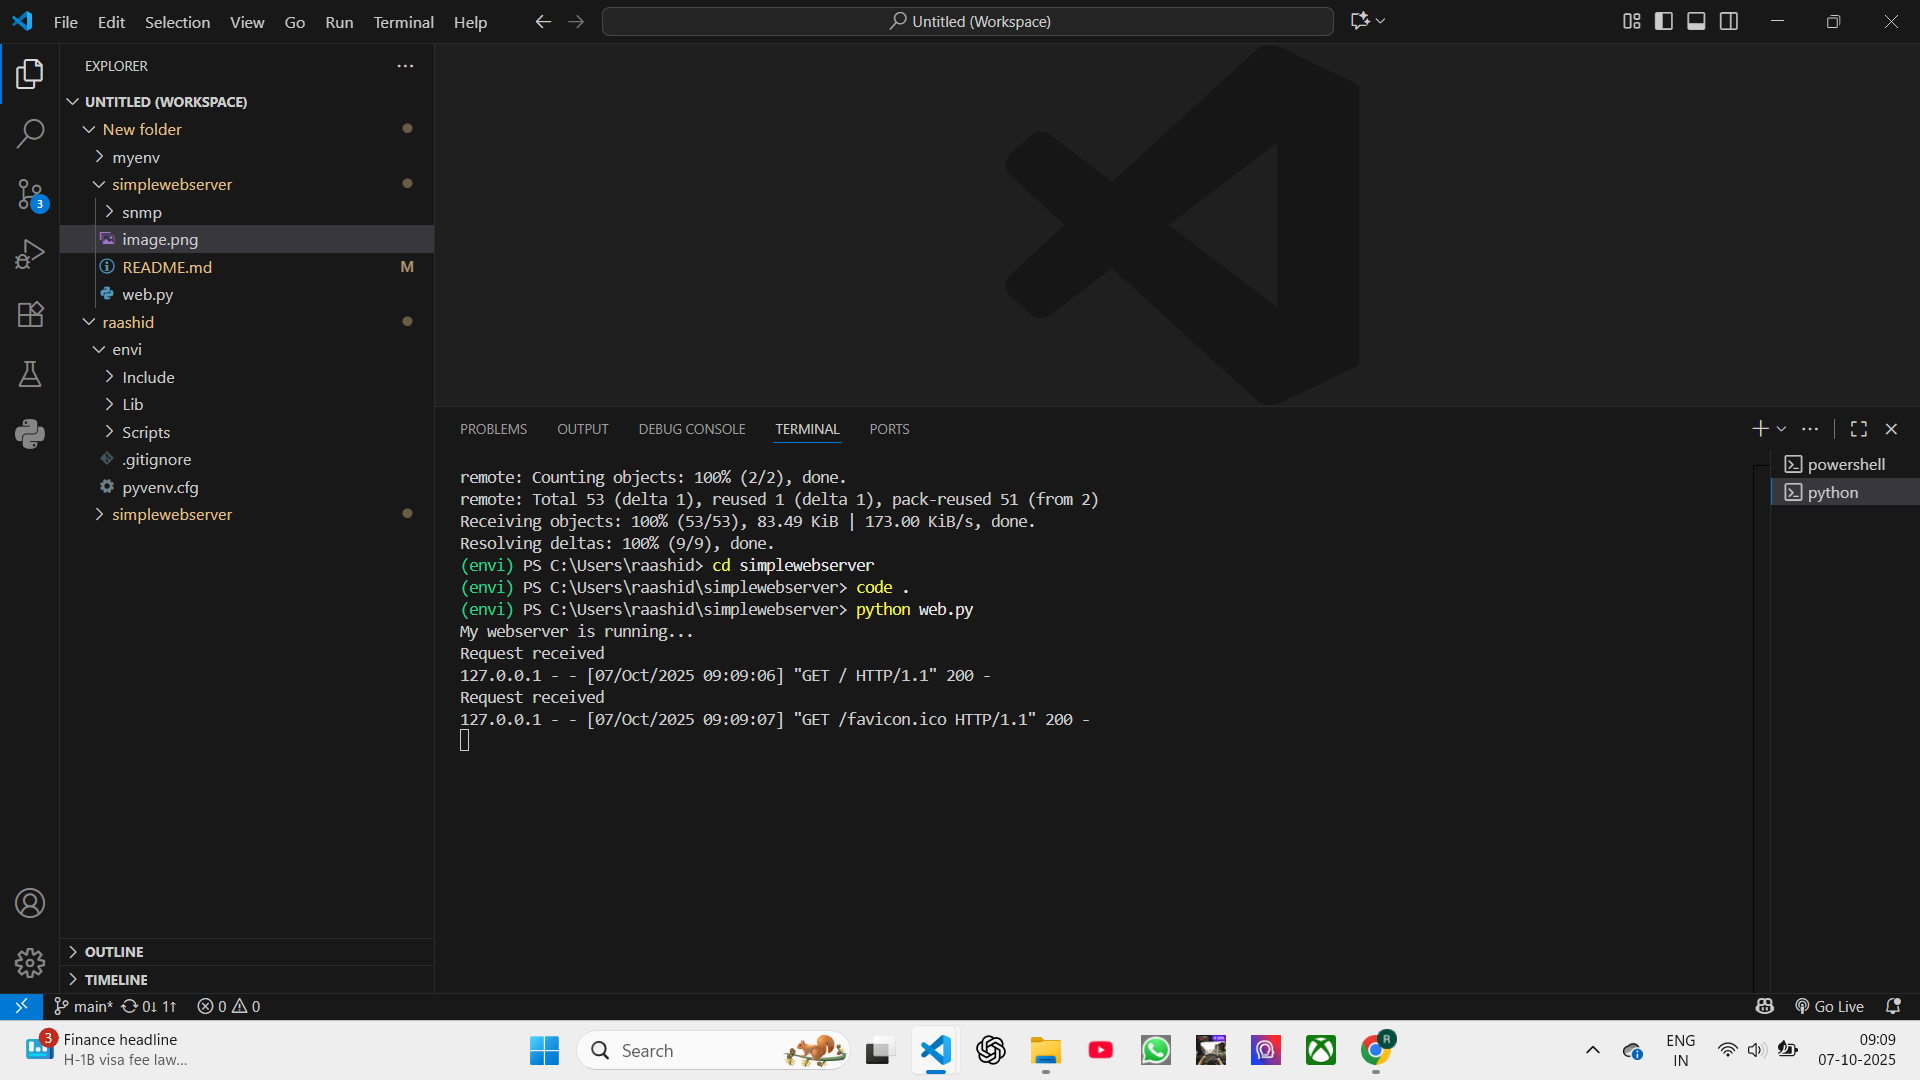 File Edit Selection View Go Run Terminal Help
Untitled (Workspace)
EXPLORER
UNTITLED (WORKSPACE)
New folder
myenv
simplewebserver
snmp
image.png
README.md M
web.py
raashid
envi
Include
Lib
Scripts
.gitignore
pyvenv.cfg
simplewebserver
OUTLINE
TIMELINE
3
PROBLEMS OUTPUT DEBUG CONSOLE TERMINAL PORTS
remote: Counting objects: 100% (2/2), done.
remote: Total 53 (delta 1), reused 1 (delta 1), pack-reused 51 (from 2)
Receiving objects: 100% (53/53), 83.49 KiB | 173.00 KiB/s, done.
Resolving deltas: 100% (9/9), done.
(envi) PS C:\Users\raashid> cd simplewebserver
(envi) PS C:\Users\raashid\simplewebserver> code .
(envi) PS C:\Users\raashid\simplewebserver> python web.py
My webserver is running...
Request received
127.0.0.1 - - [07/Oct/2025 09:09:06] "GET / HTTP/1.1" 200 -
Request received
127.0.0.1 - - [07/Oct/2025 09:09:07] "GET /favicon.ico HTTP/1.1" 200 -
powershell
python
main* 0↓ 1↑ 0 0
Go Live
3
Finance headline
H-1B visa fee law...
Search
R
ENG
IN
09:09
07-10-2025